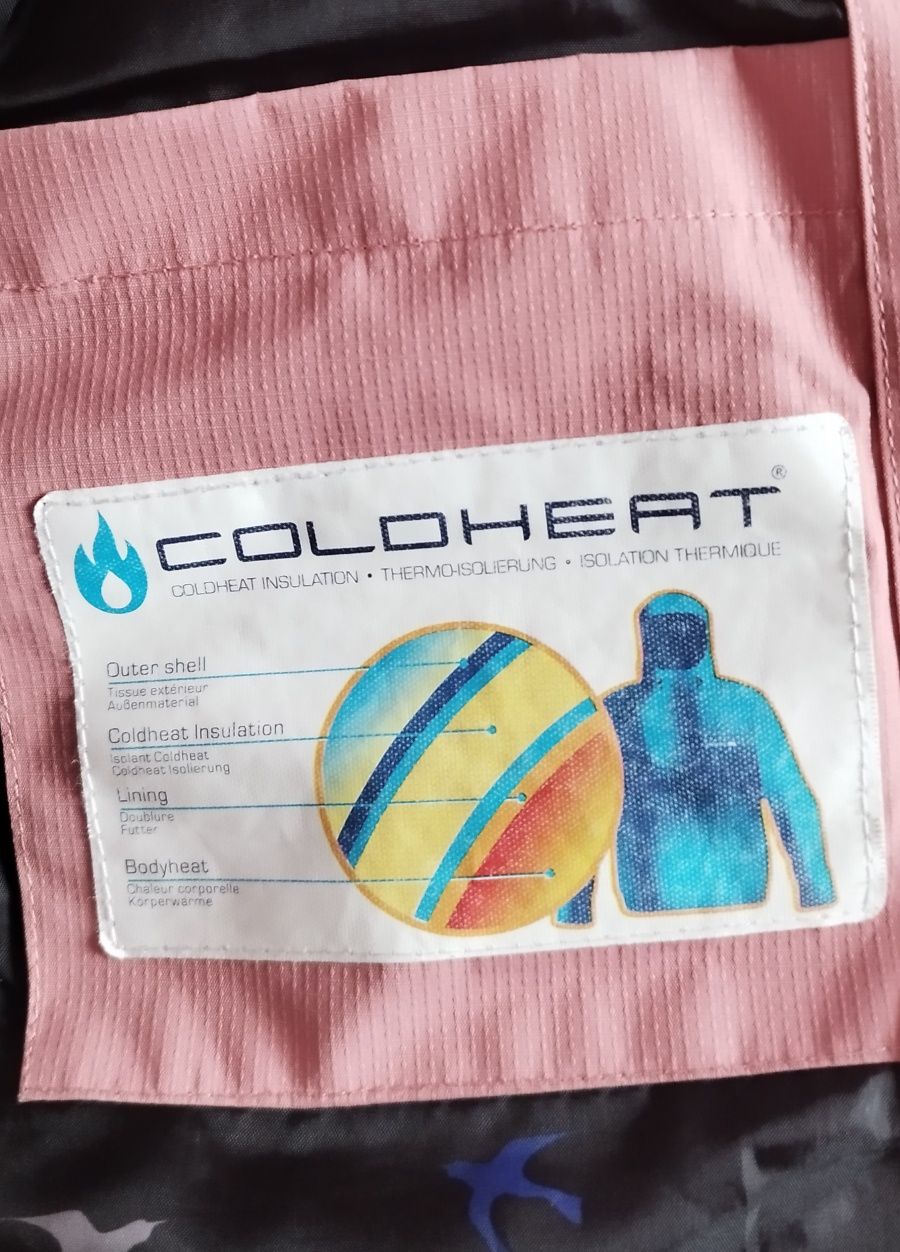 COLDHEAT®
COLDHEAT INSULATION • THERMO-ISOLIERUNG • ISOLATION THERMIQUE
Outer shell
Tissue extérieur
Außenmaterial
Coldheat Insulation
Isolant Coldheat
Coldheat Isolierung
Lining
Doublure
Futter
Bodyheat
Chaleur corporelle
Körperwärme